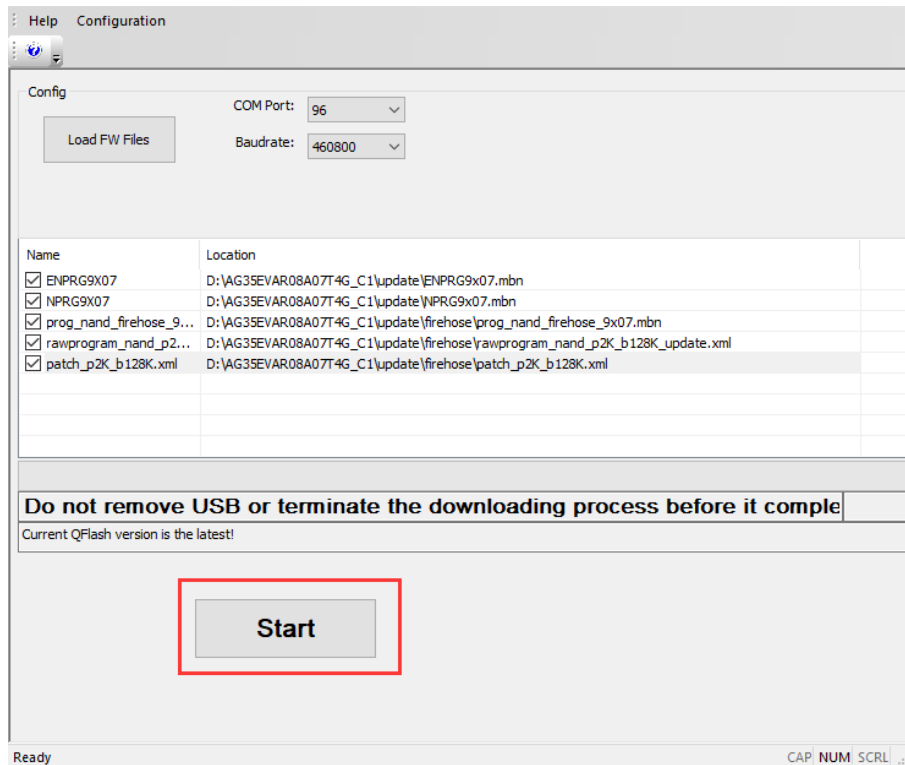 Help Configuration
Config
COM Port: 96
Load FW Files
Baudrate: 460800
Name Location
ENPRG9X07 D:\AG35EVAR08A07T4G_C1\update\ENPRG9x07.mbn
NPRG9X07 D:\AG35EVAR08A07T4G_C1\update\NPRG9x07.mbn
prog_nand_firehose_9... D:\AG35EVAR08A07T4G_C1\update\firehose\prog_nand_firehose_9x07.mbn
rawprogram_nand_p2... D:\AG35EVAR08A07T4G_C1\update\firehose\rawprogram_nand_p2K_b128K_update.xml
patch_p2K_b128K.xml D:\AG35EVAR08A07T4G_C1\update\firehose\patch_p2K_b128K.xml
Do not remove USB or terminate the downloading process before it comple
Current QFlash version is the latest!
Start
Ready CAP NUM SCRL